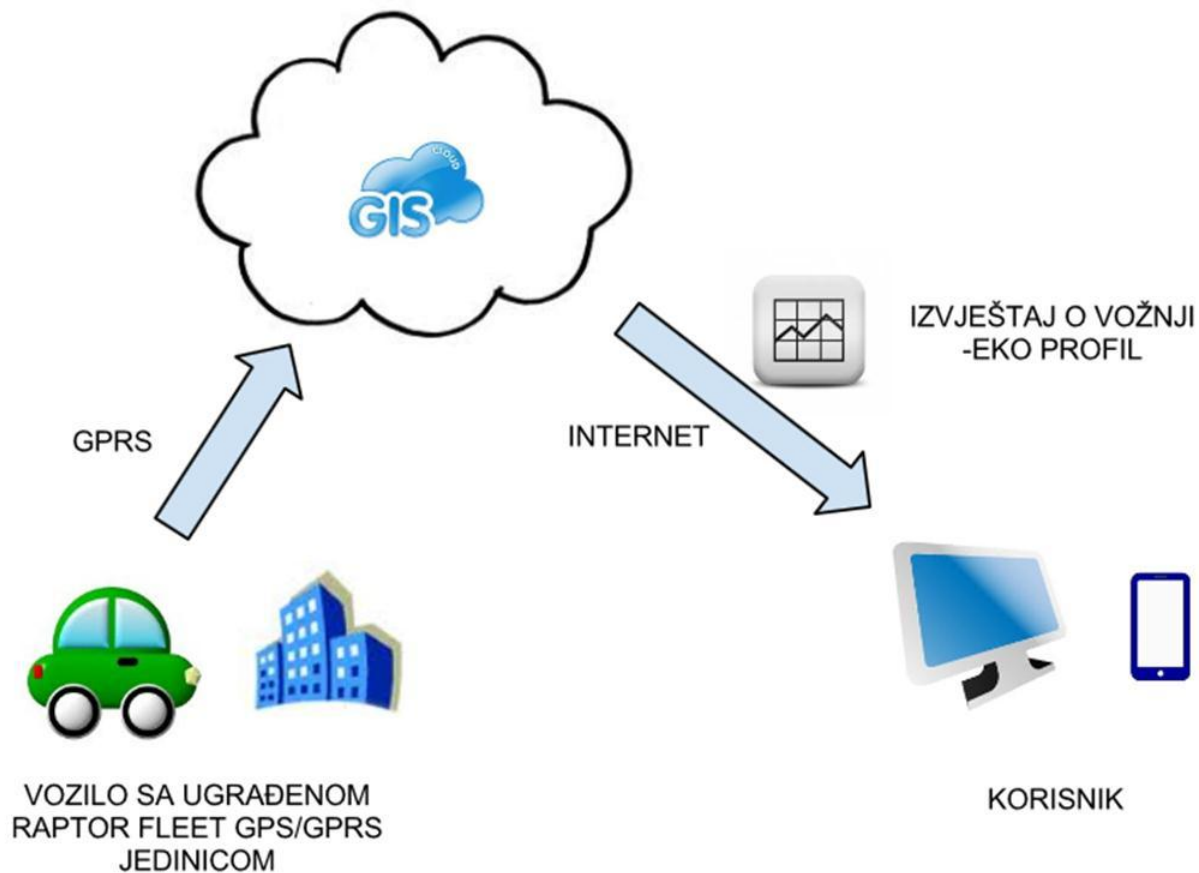 CLOUD
GIS
IZVJEŠTAJ O VOŽNJI
-EKO PROFIL
GPRS
INTERNET
VOZILO SA UGRAĐENOM
RAPTOR FLEET GPS/GPRS
JEDINICOM
KORISNIK